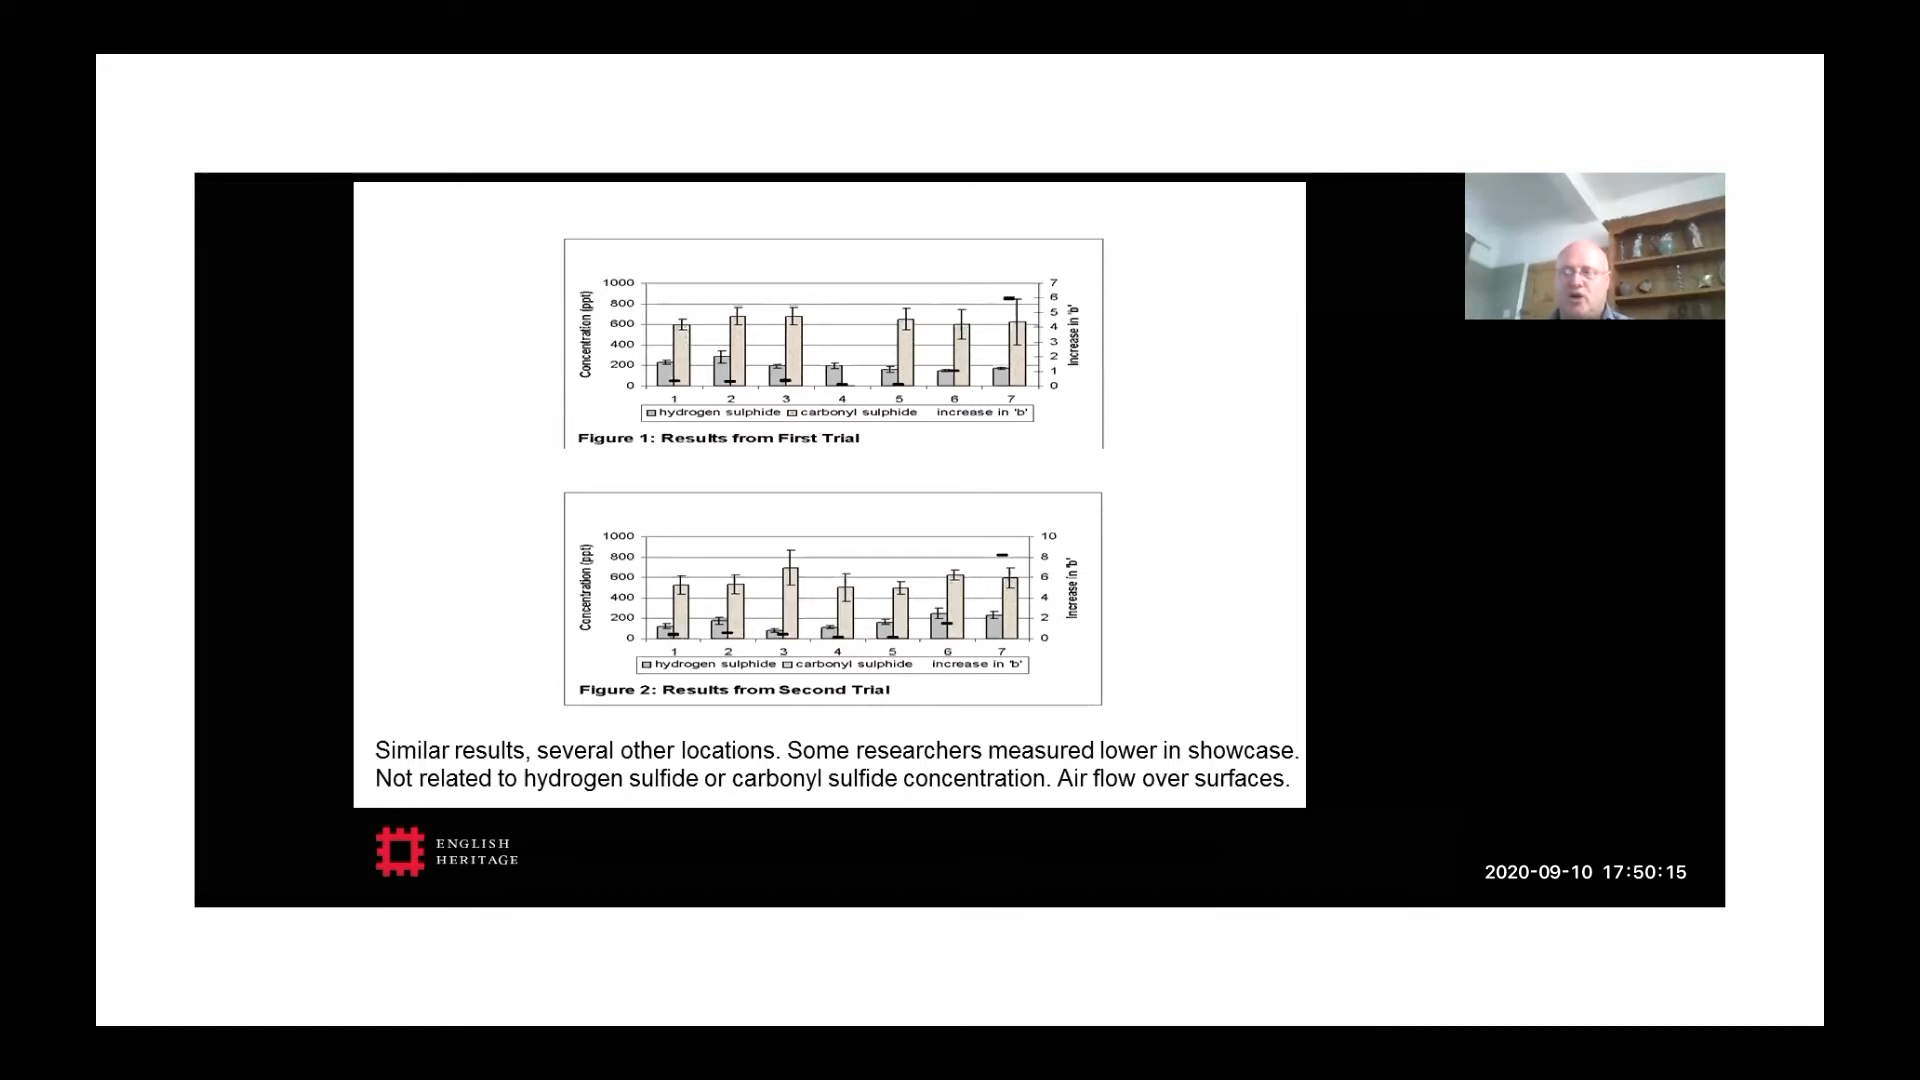 1000
800
600
400
200
0
Concentration (ppt)
7
6
5
4
3
2
1
0
Increase in 'b'
1 2 3 4 5 6 7
hydrogen sulphide carbonyl sulphide increase in 'b'
Figure 1: Results from First Trial
1000
800
600
400
200
0
Concentration (ppt)
10
8
6
4
2
0
Increase in 'b'
1 2 3 4 5 6 7
hydrogen sulphide carbonyl sulphide increase in 'b'
Figure 2: Results from Second Trial
Similar results, several other locations. Some researchers measured lower in showcase.
Not related to hydrogen sulfide or carbonyl sulfide concentration. Air flow over surfaces.
ENGLISH
HERITAGE
2020-09-10 17:50:15